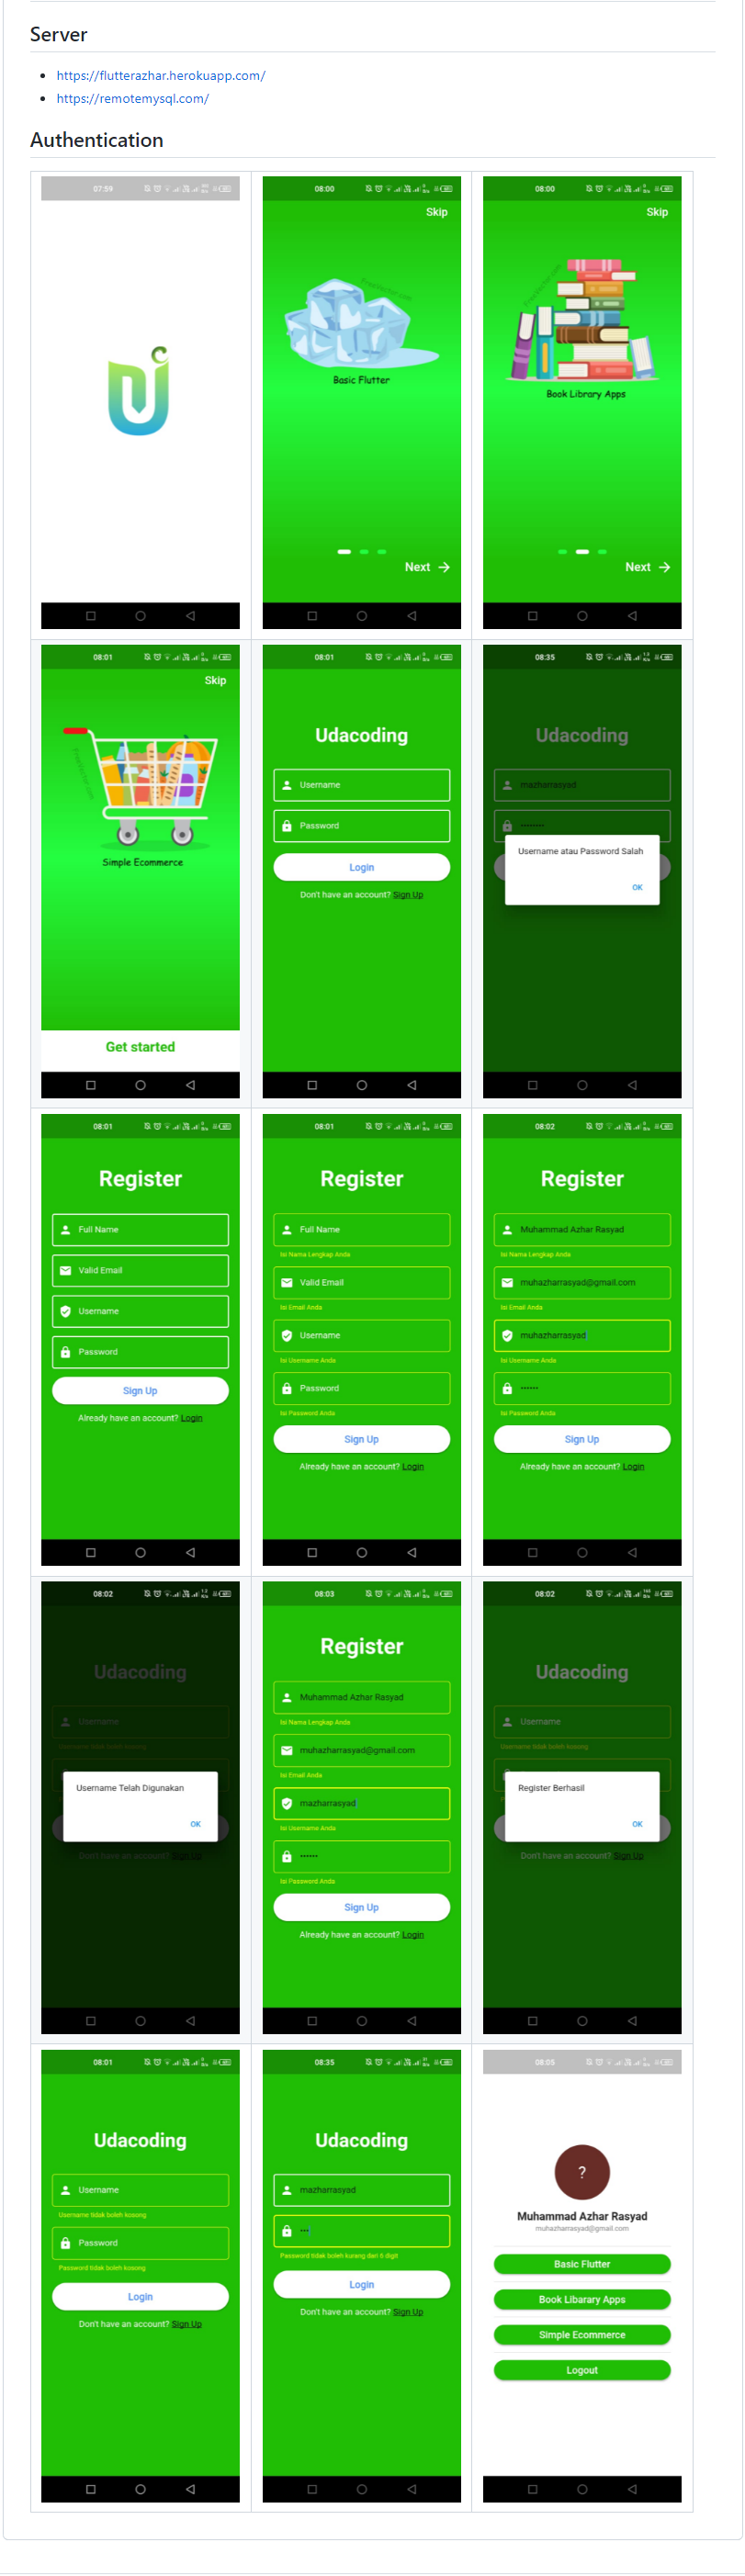 Server
https://flutterazhar.herokuapp.com/
https://remotemysql.com/
Authentication
07:59
08:00
Skip
FreeVector.com
Basic Flutter
Next
08:00
Skip
FreeVector.com
Book Library Apps
Next
08:01
Skip
FreeVector.com
Simple Ecommerce
Get started
08:01
Udacoding
Username
Password
Login
Don't have an account? Sign Up
08:35
Udacoding
mazharrasyad
Username atau Password Salah
OK
08:01
Register
Full Name
Valid Email
Username
Password
Sign Up
Already have an account? Login
08:01
Register
Full Name
Isi Nama Lengkap Anda
Valid Email
Isi Email Anda
Username
Isi Username Anda
Password
Isi Password Anda
Sign Up
Already have an account? Login
08:02
Register
Muhammad Azhar Rasyad
Isi Nama Lengkap Anda
muhazharrasyad@gmail.com
Isi Email Anda
muhazharrasyad
Isi Username Anda
Isi Password Anda
Sign Up
Already have an account? Login
08:02
Udacoding
Username
Username tidak boleh kosong
Username Telah Digunakan
OK
Don't have an account? Sign Up
08:03
Register
Muhammad Azhar Rasyad
Isi Nama Lengkap Anda
muhazharrasyad@gmail.com
Isi Email Anda
mazharrasyad
Isi Username Anda
Isi Password Anda
Sign Up
Already have an account? Login
08:02
Udacoding
Username
Username tidak boleh kosong
Register Berhasil
OK
Don't have an account? Sign Up
08:01
Udacoding
Username
Username tidak boleh kosong
Password
Password tidak boleh kosong
Login
Don't have an account? Sign Up
08:35
Udacoding
mazharrasyad
Password tidak boleh kurang dari 6 digit
Login
Don't have an account? Sign Up
08:05
?
Muhammad Azhar Rasyad
muhazharrasyad@gmail.com
Basic Flutter
Book Libarary Apps
Simple Ecommerce
Logout